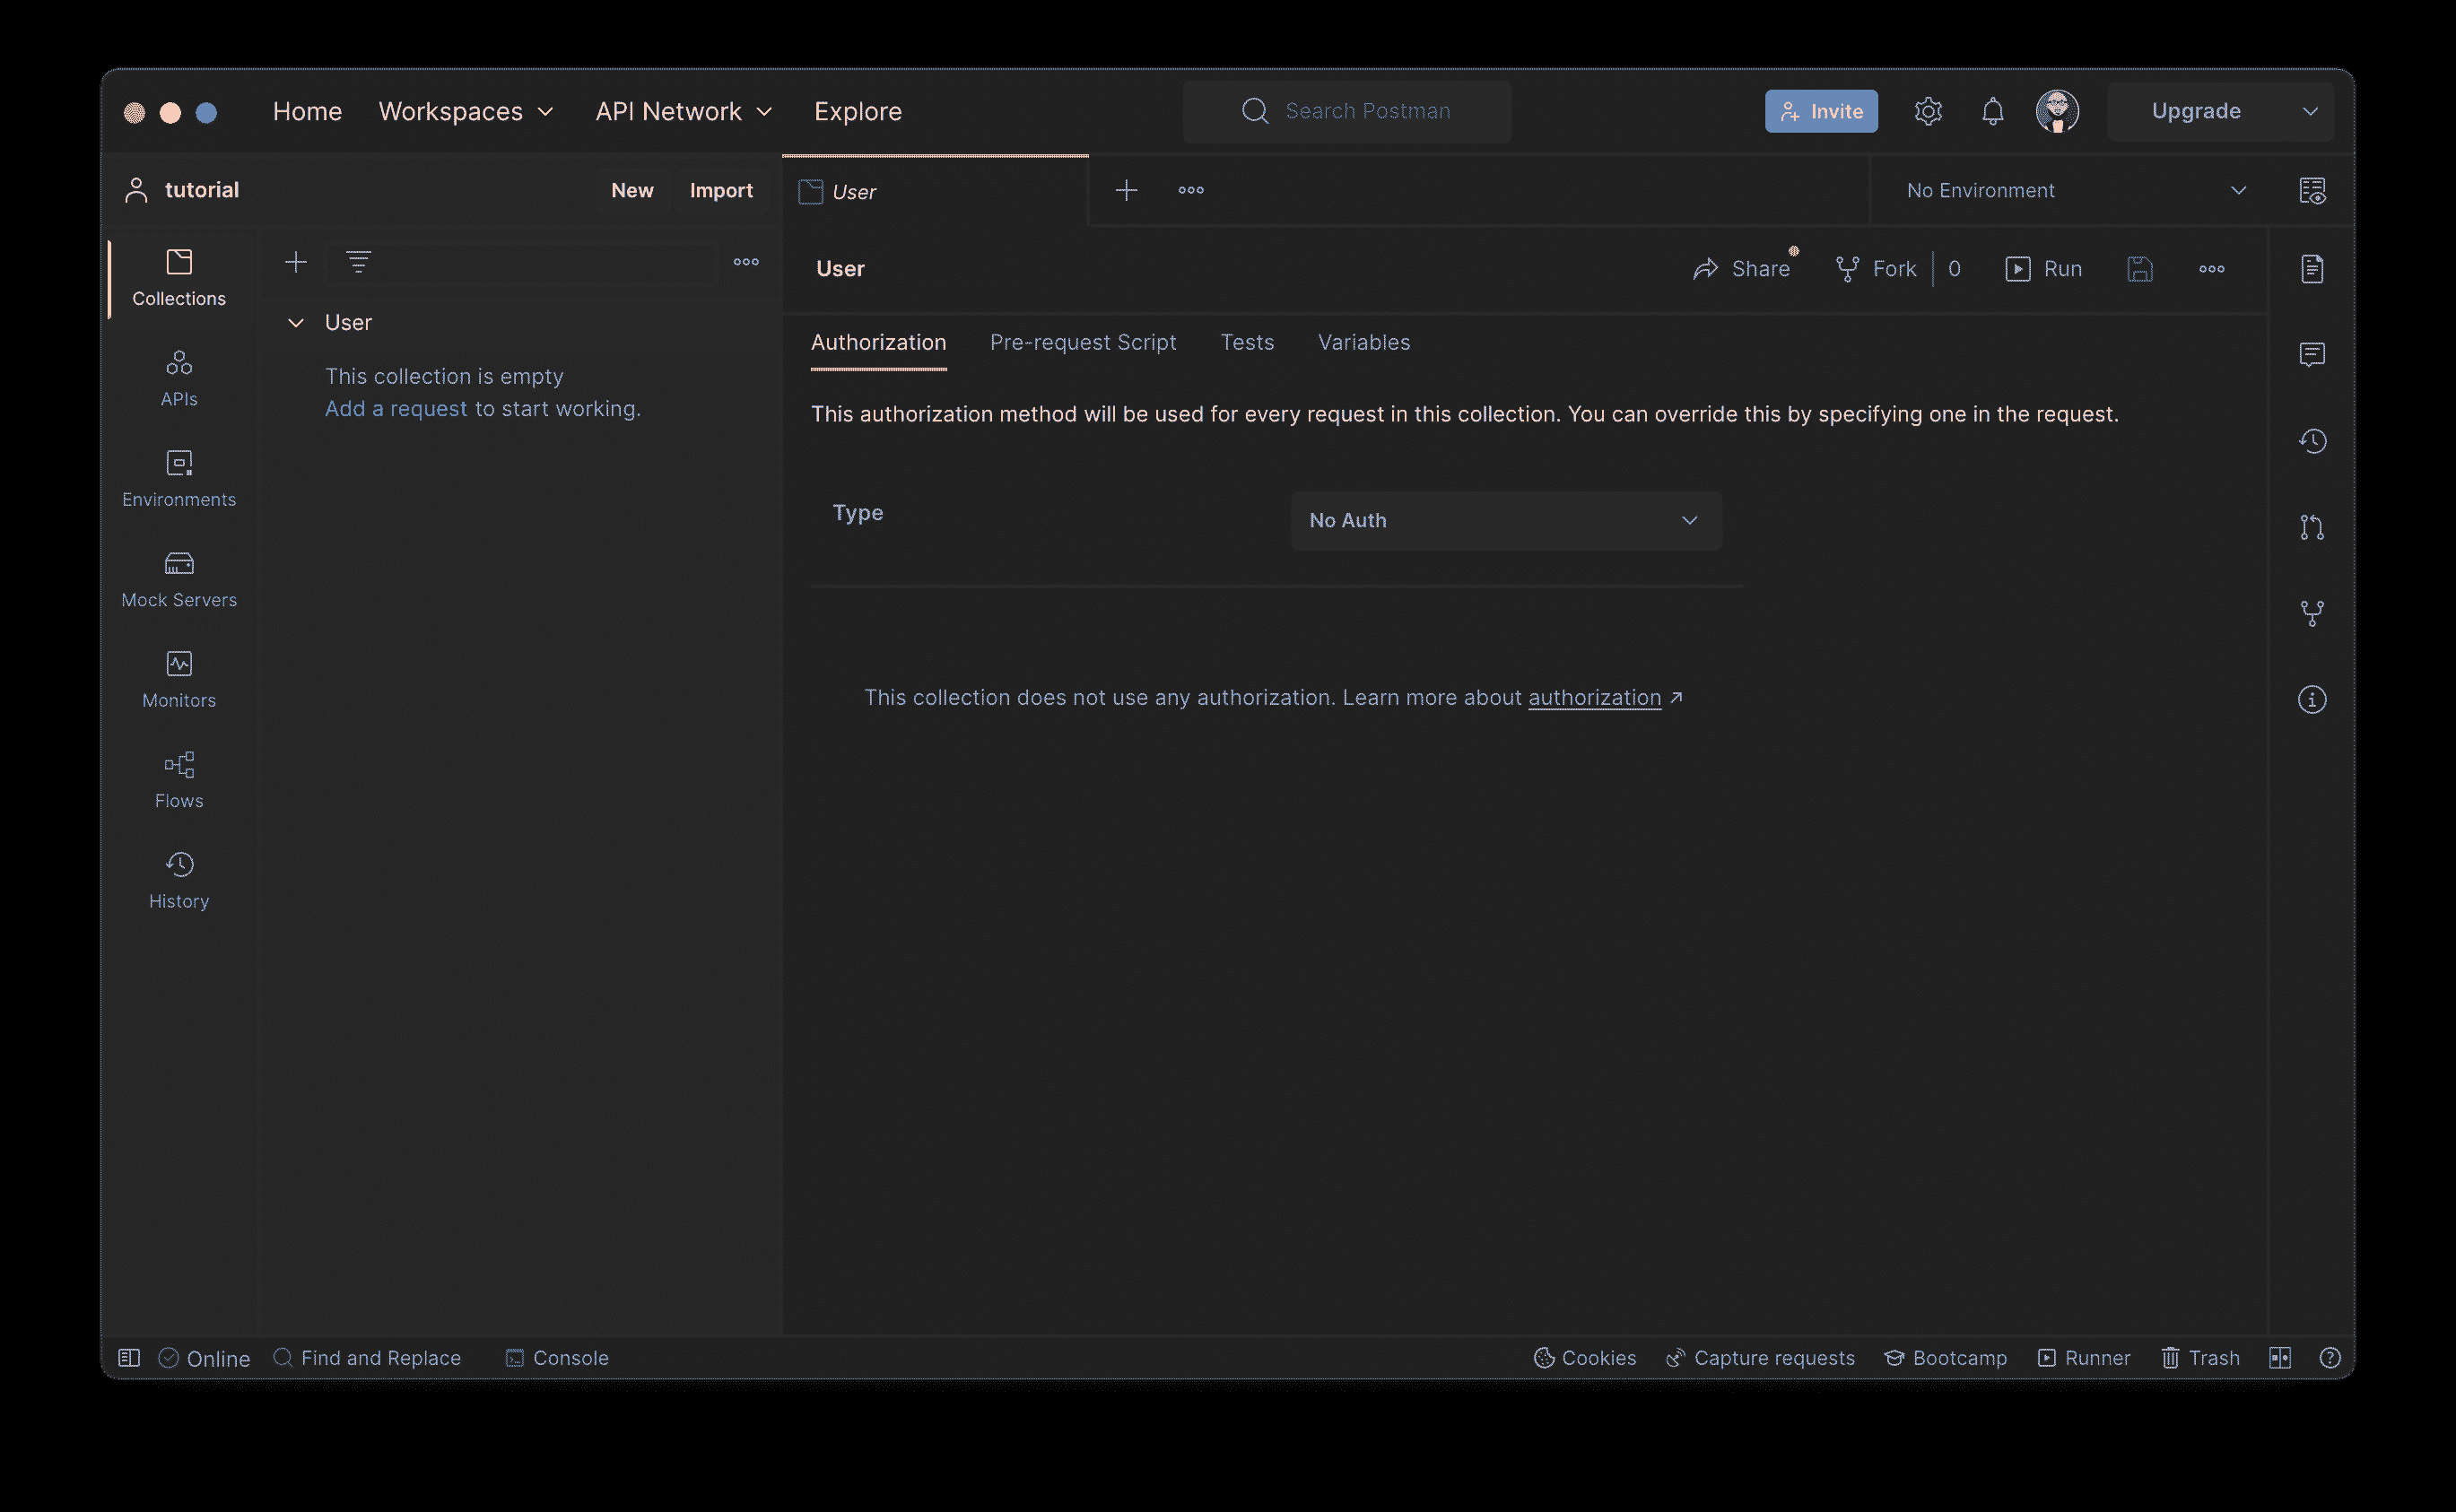 Home Workspaces API Network Explore Search Postman Invite Upgrade
tutorial New Import User No Environment
Collections
APIs
Environments
Mock Servers
Monitors
Flows
History
User
This collection is empty
Add a request to start working.
User Share Fork 0 Run
Authorization Pre-request Script Tests Variables
This authorization method will be used for every request in this collection. You can override this by specifying one in the request.
Type No Auth
This collection does not use any authorization. Learn more about authorization ↗
Online Find and Replace Console Cookies Capture requests Bootcamp Runner Trash